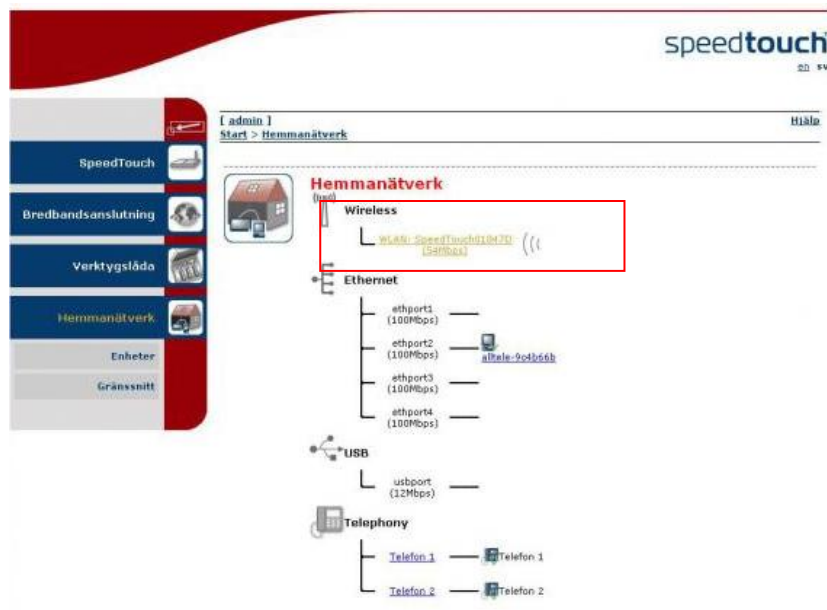 speedtouch
en sv
[ admin ]
Hjälp
Start > Hemmanätverk
SpeedTouch
Bredbandsanslutning
Verktygslåda
Hemmanätverk
Enheter
Gränssnitt
Hemmanätverk
Wireless
WLAN: SpeedTouch01047D
(54Mbps)
Ethernet
ethport1
(100Mbps)
ethport2
(100Mbps)
alltele-9c4b66b
ethport3
(100Mbps)
ethport4
(100Mbps)
USB
usbport
(12Mbps)
Telephony
Telefon 1
Telefon 1
Telefon 2
Telefon 2